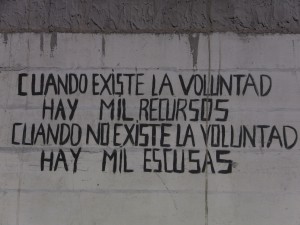 CUANDO EXISTE LA VOLUNTAD
HAY MIL RECURSOS
CUANDO NO EXISTE LA VOLUNTAD
HAY MIL ESCUSAS